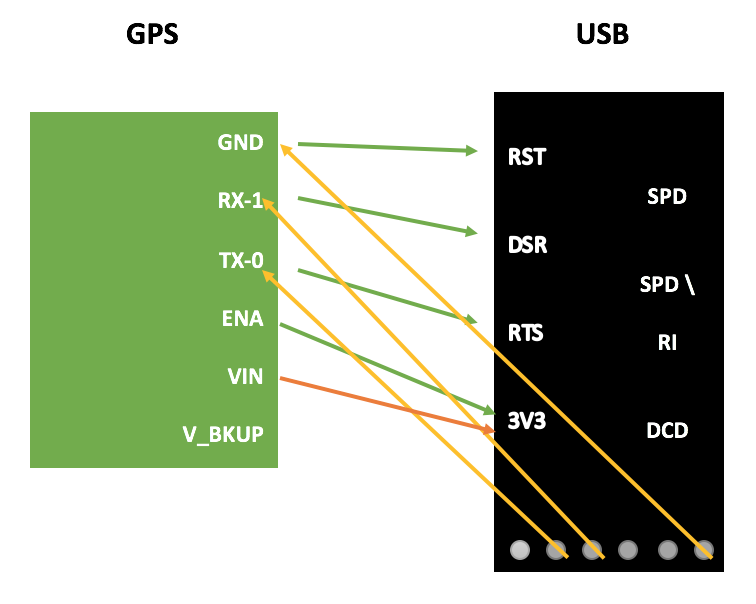 GPS
USB
GND
RX-1
TX-0
ENA
VIN
V_BKUP
RST
DSR
RTS
3V3
SPD
SPD \
RI
DCD